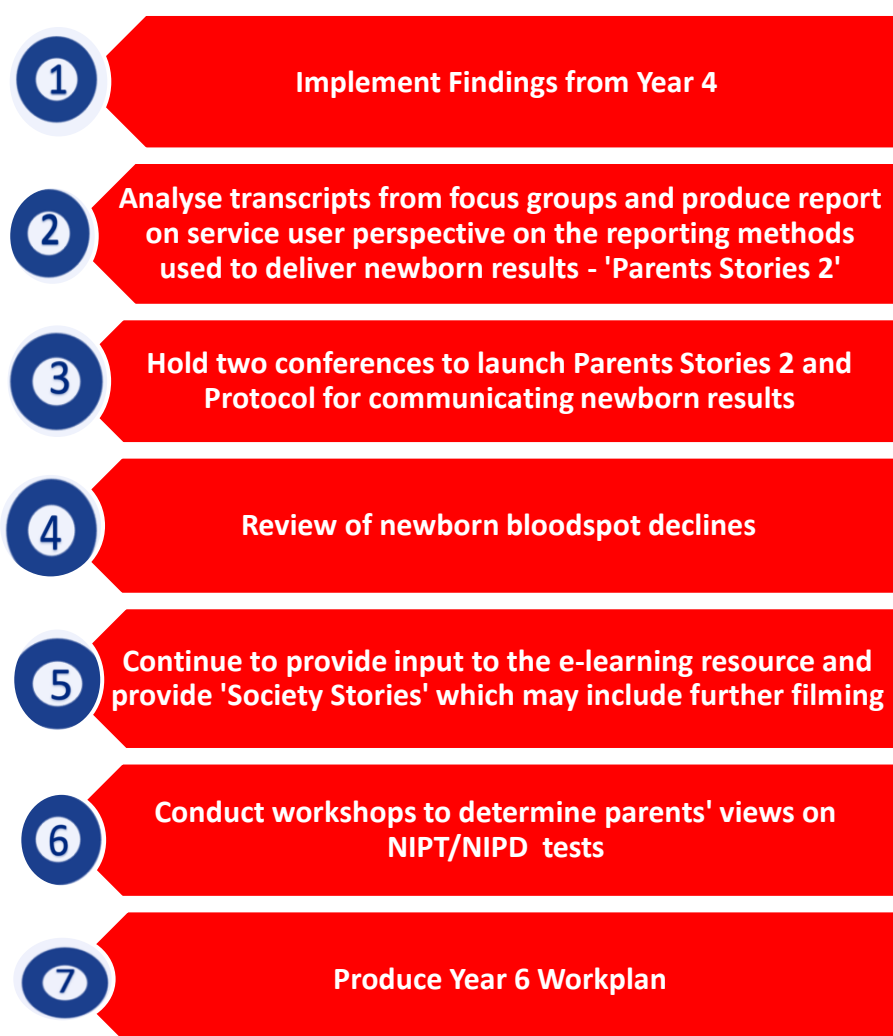 1
Implement Findings from Year 4
2
Analyse transcripts from focus groups and produce report
on service user perspective on the reporting methods
used to deliver newborn results - 'Parents Stories 2'
3
Hold two conferences to launch Parents Stories 2 and
Protocol for communicating newborn results
4
Review of newborn bloodspot declines
5
Continue to provide input to the e-learning resource and
provide 'Society Stories' which may include further filming
6
Conduct workshops to determine parents' views on
NIPT/NIPD tests
7
Produce Year 6 Workplan